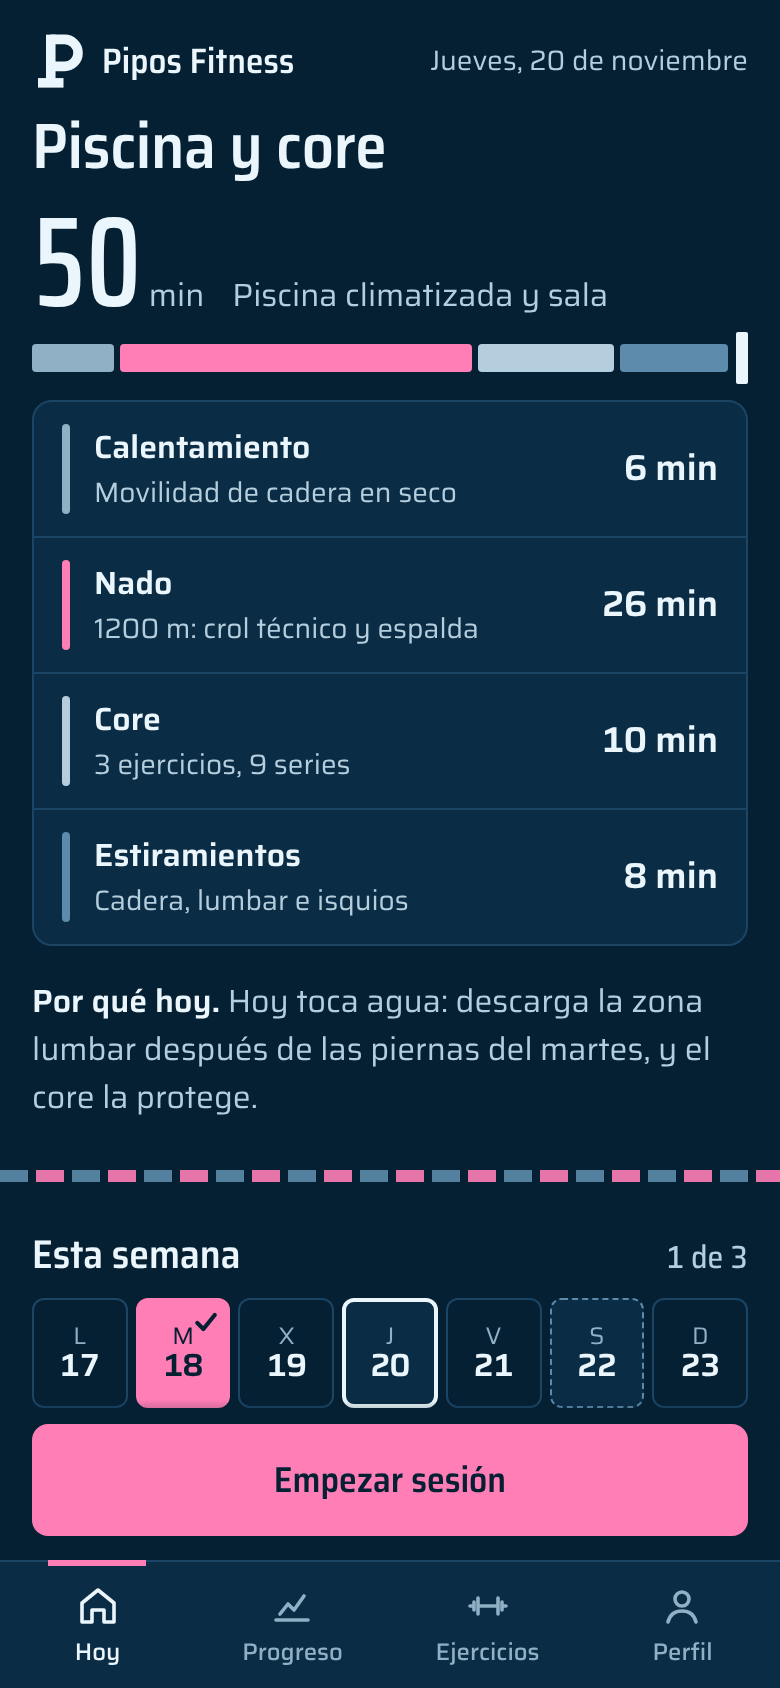 Pipos Fitness
Jueves, 20 de noviembre
Piscina y core
50 min Piscina climatizada y sala
Calentamiento
Movilidad de cadera en seco
6 min
Nado
1200 m: crol técnico y espalda
26 min
Core
3 ejercicios, 9 series
10 min
Estiramientos
Cadera, lumbar e isquios
8 min
Por qué hoy. Hoy toca agua: descarga la zona
lumbar después de las piernas del martes, y el
core la protege.
Esta semana
1 de 3
L M X J V S D
17 18 19 20 21 22 23
Empezar sesión
Hoy Progreso Ejercicios Perfil